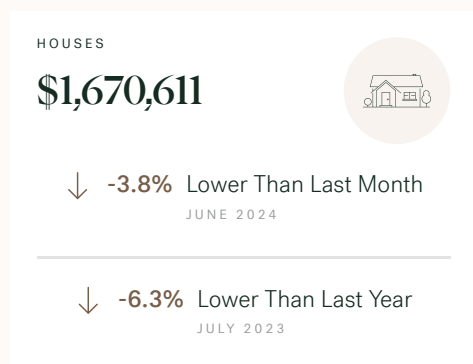 HOUSES
$1,670,611
-3.8% Lower Than Last Month
JUNE 2024
-6.3% Lower Than Last Year
JULY 2023